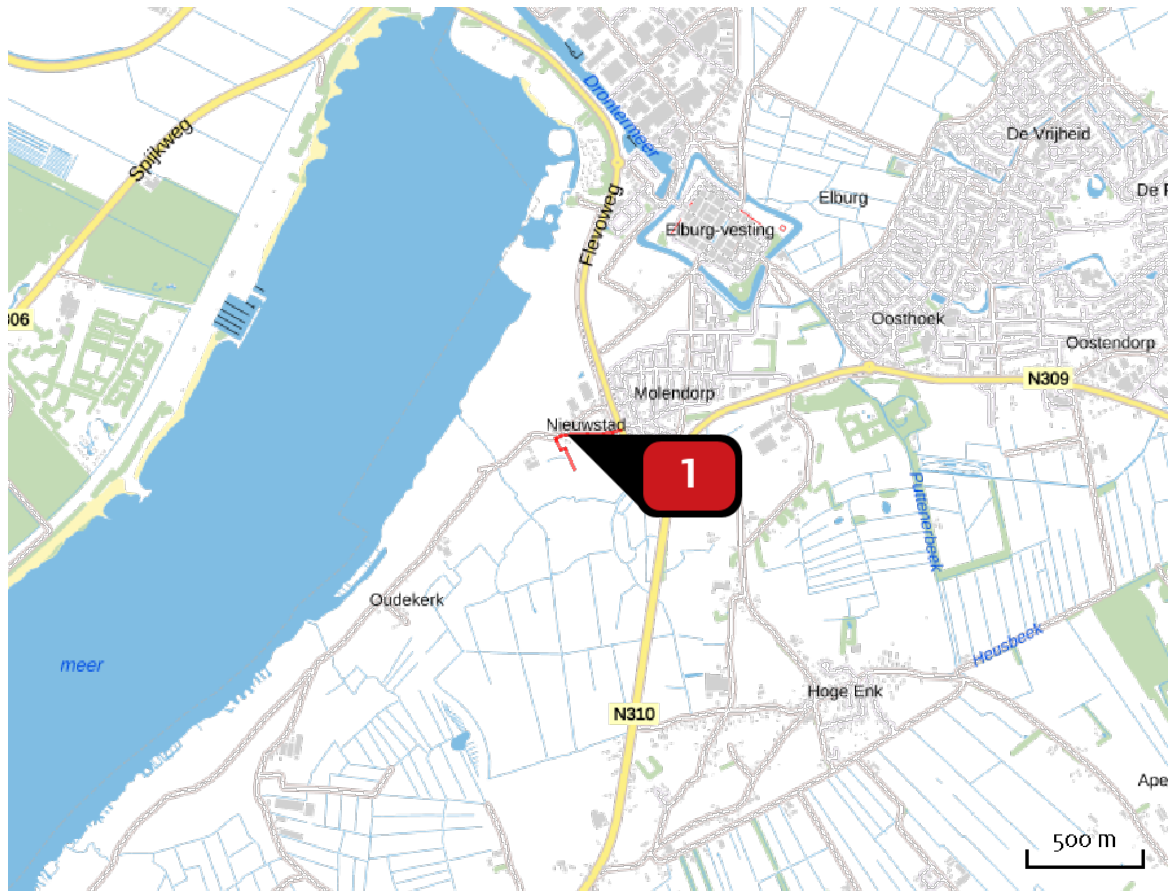 Drontermeer
De Vrijheid
Spijkweg
De
Elburg
Flevoweg
Elburg-vesting
306
Oosthoek
Oostendorp
N309
Molendorp
Nieuwstad
1
Puttenerbeek
Oudekerk
Heusbeek
meer
Hoge Enk
N310
Ape
500 m